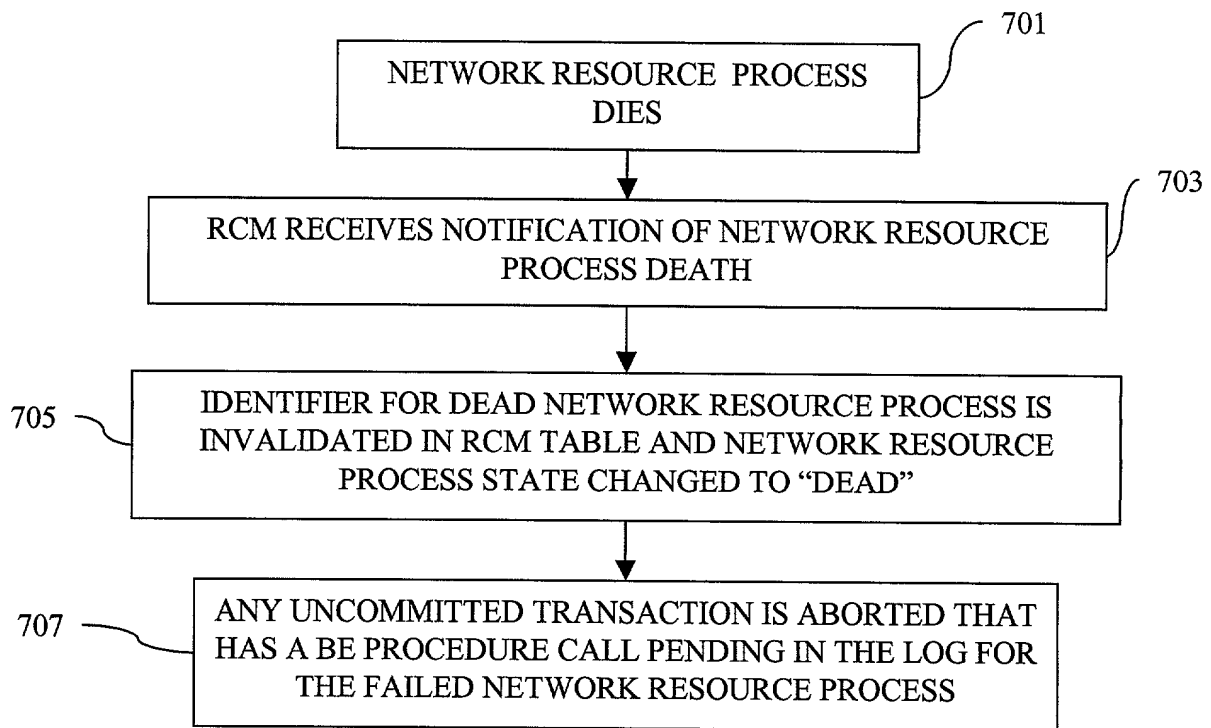 701
NETWORK RESOURCE PROCESS
DIES
703
RCM RECEIVES NOTIFICATION OF NETWORK RESOURCE
PROCESS DEATH
705
IDENTIFIER FOR DEAD NETWORK RESOURCE PROCESS IS
INVALIDATED IN RCM TABLE AND NETWORK RESOURCE
PROCESS STATE CHANGED TO “DEAD”
707
ANY UNCOMMITTED TRANSACTION IS ABORTED THAT
HAS A BE PROCEDURE CALL PENDING IN THE LOG FOR
THE FAILED NETWORK RESOURCE PROCESS